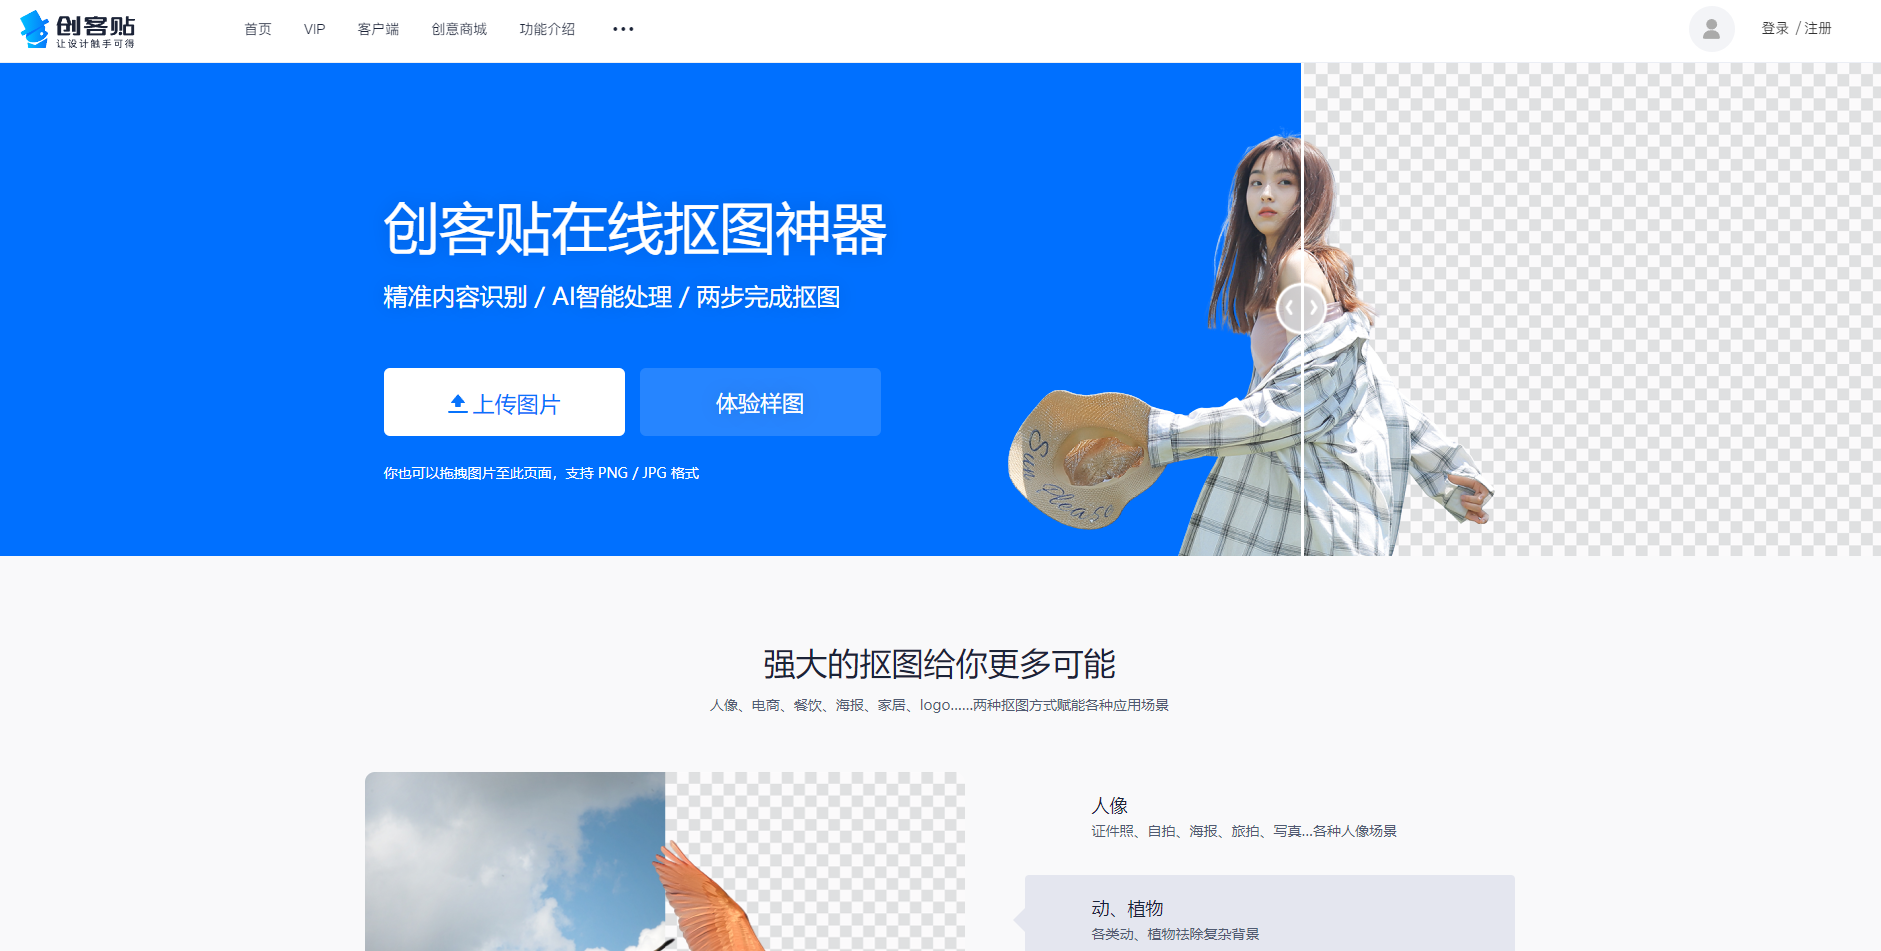 创客贴
让设计触手可得
首页 VIP 客户端 创意商城 功能介绍 •••
登录 / 注册
创客贴在线抠图神器
精准内容识别 / AI智能处理 / 两步完成抠图
上传图片
体验样图
你也可以拖拽图片至此页面，支持 PNG / JPG 格式
Sun Please
强大的抠图给你更多可能
人像、电商、餐饮、海报、家居、logo......两种抠图方式赋能各种应用场景
人像
证件照、自拍、海报、旅拍、写真...各种人像场景
动、植物
各类动、植物祛除复杂背景